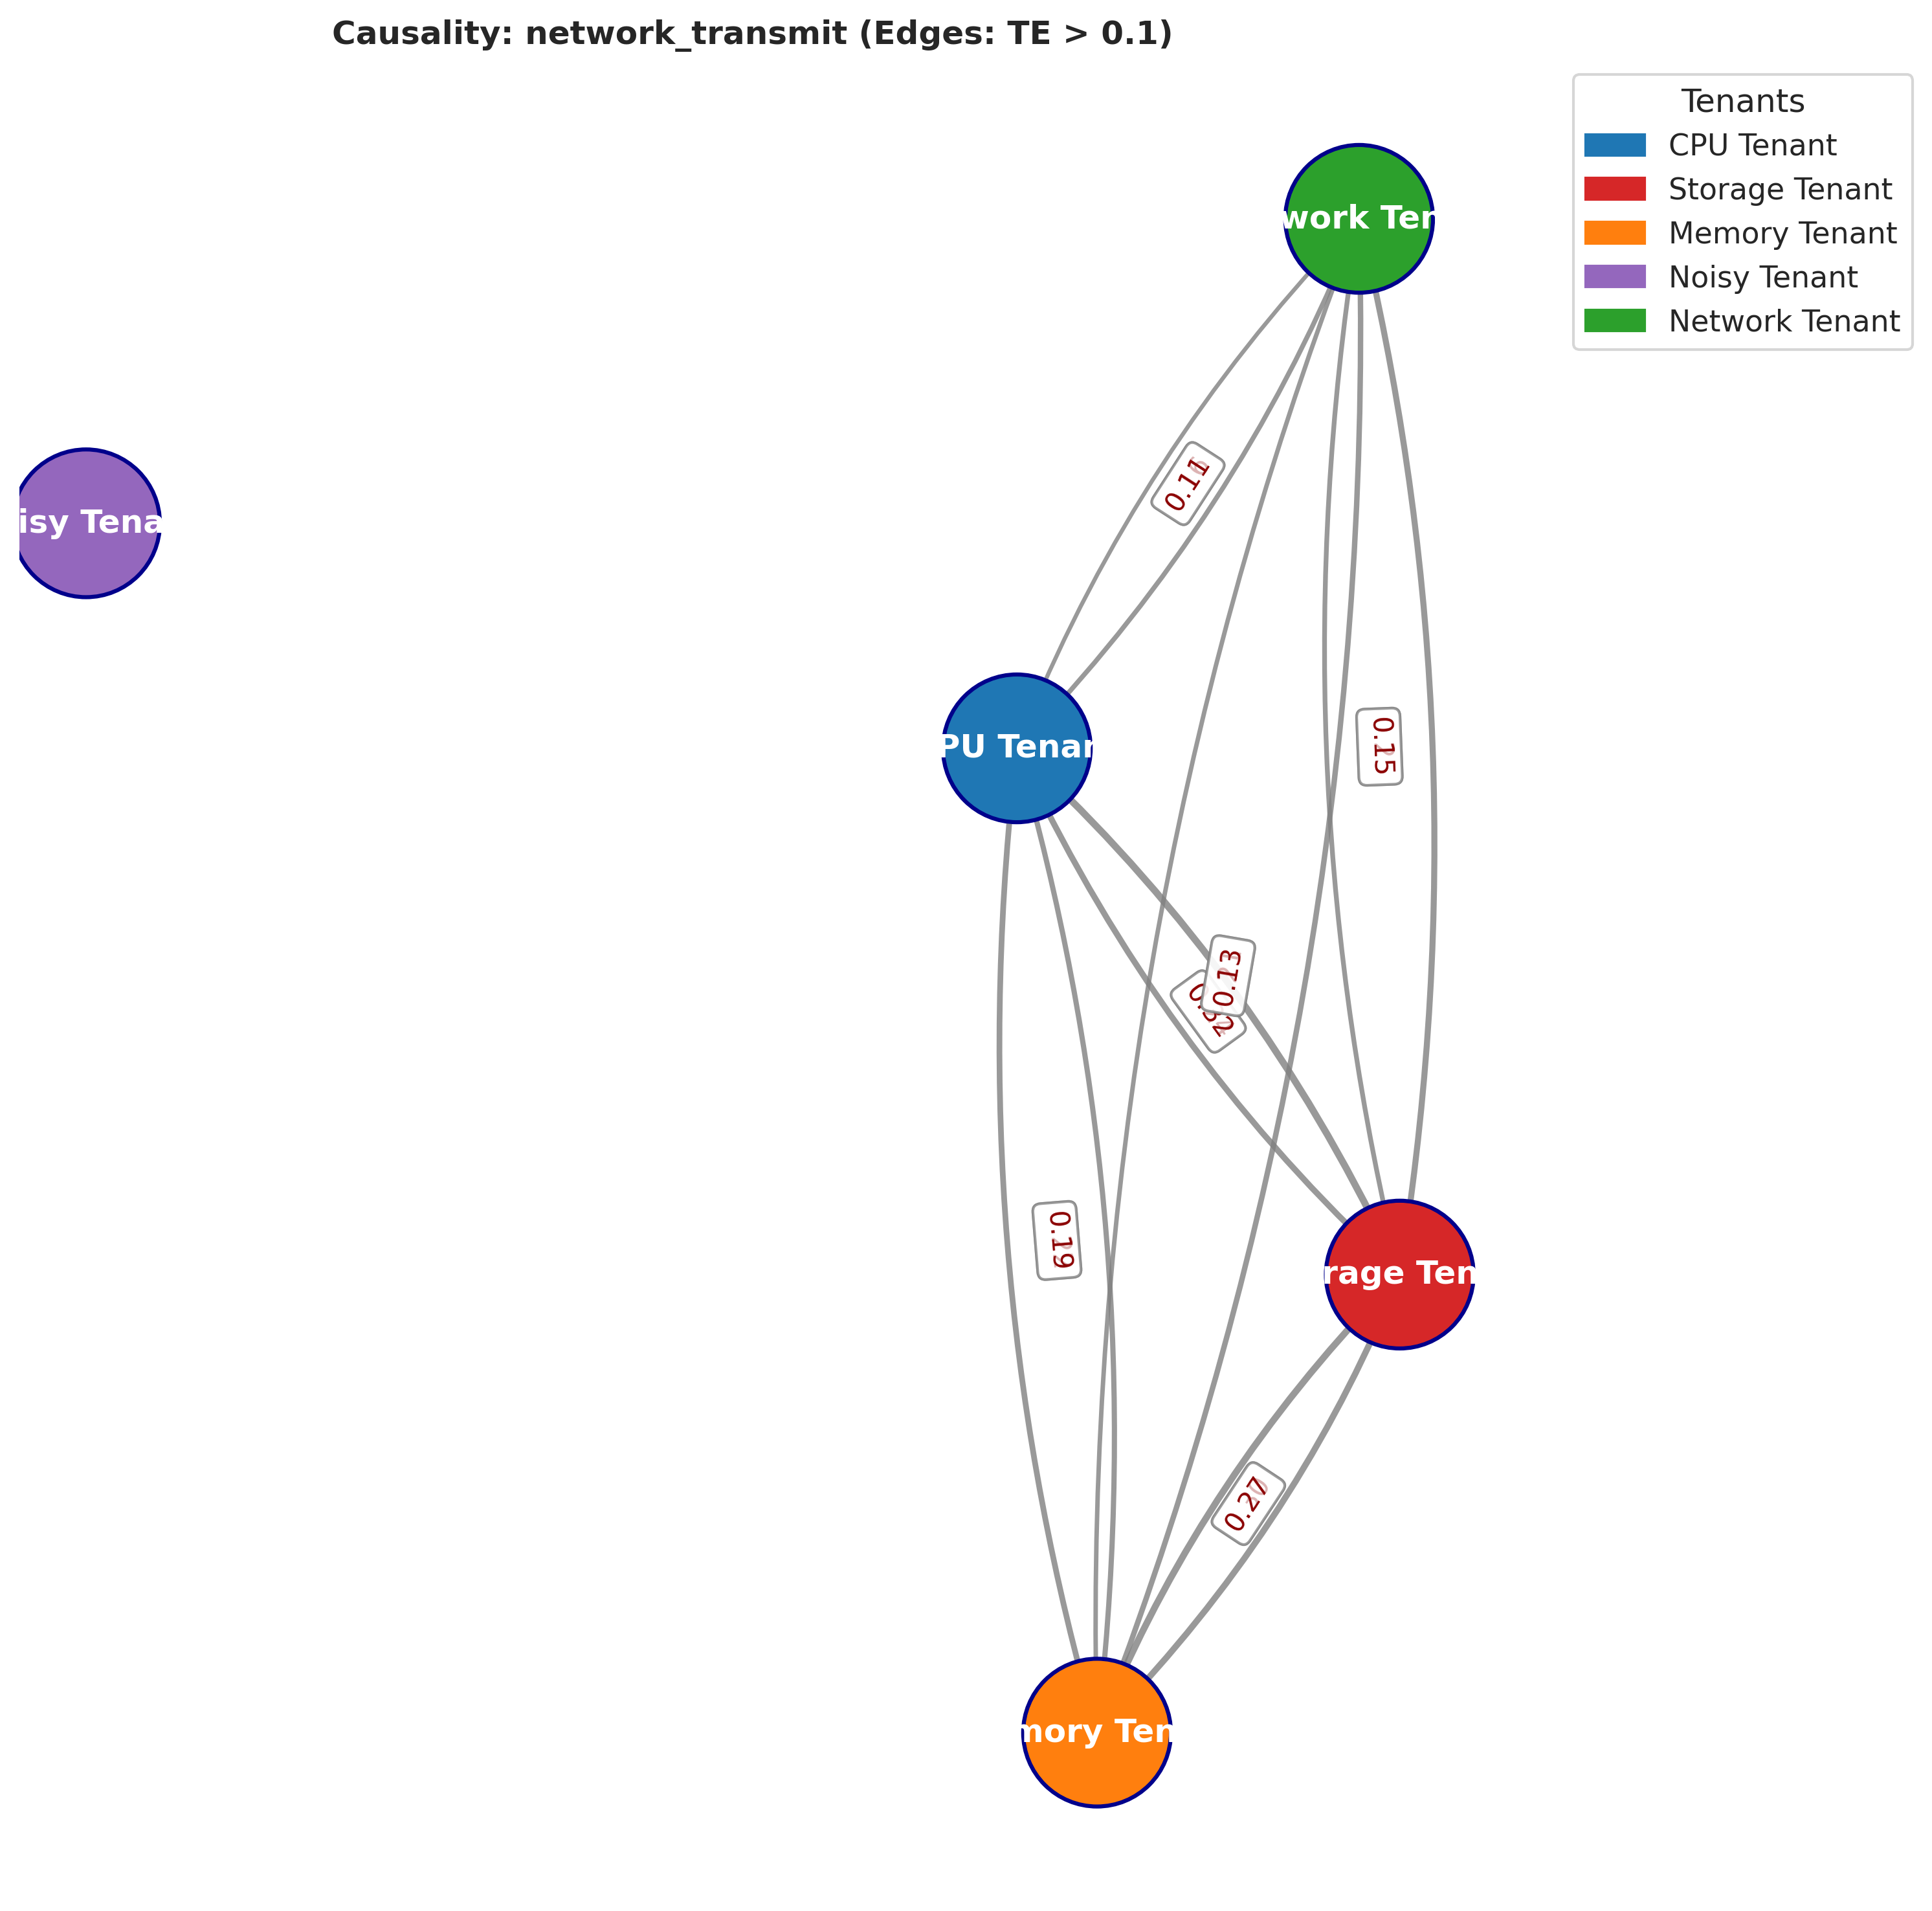 Causality: network_transmit (Edges: TE > 0.1)
Tenants
CPU Tenant
Storage Tenant
Memory Tenant
Noisy Tenant
Network Tenant
work Ten
isy Tena
0.11
PU Tenan
0.15
0.13
0.19
rage Ten
0.27
mory Ten